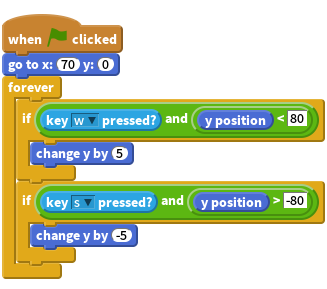 when clicked
go to x: 70 y: 0
forever
if key w pressed? and y position < 80
change y by 5
if key s pressed? and y position > -80
change y by -5